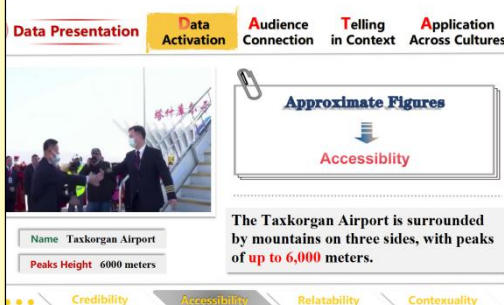 Data Presentation
Data
Activation
Audience
Connection
Telling
in Context
Application
Across Cultures
Approximate Figures
Accessiblity
Name Taxkorgan Airport
Peaks Height 6000 meters
The Taxkorgan Airport is surrounded
by mountains on three sides, with peaks
of up to 6,000 meters.
Credibility
Accessibility
Relatability
Contexuality